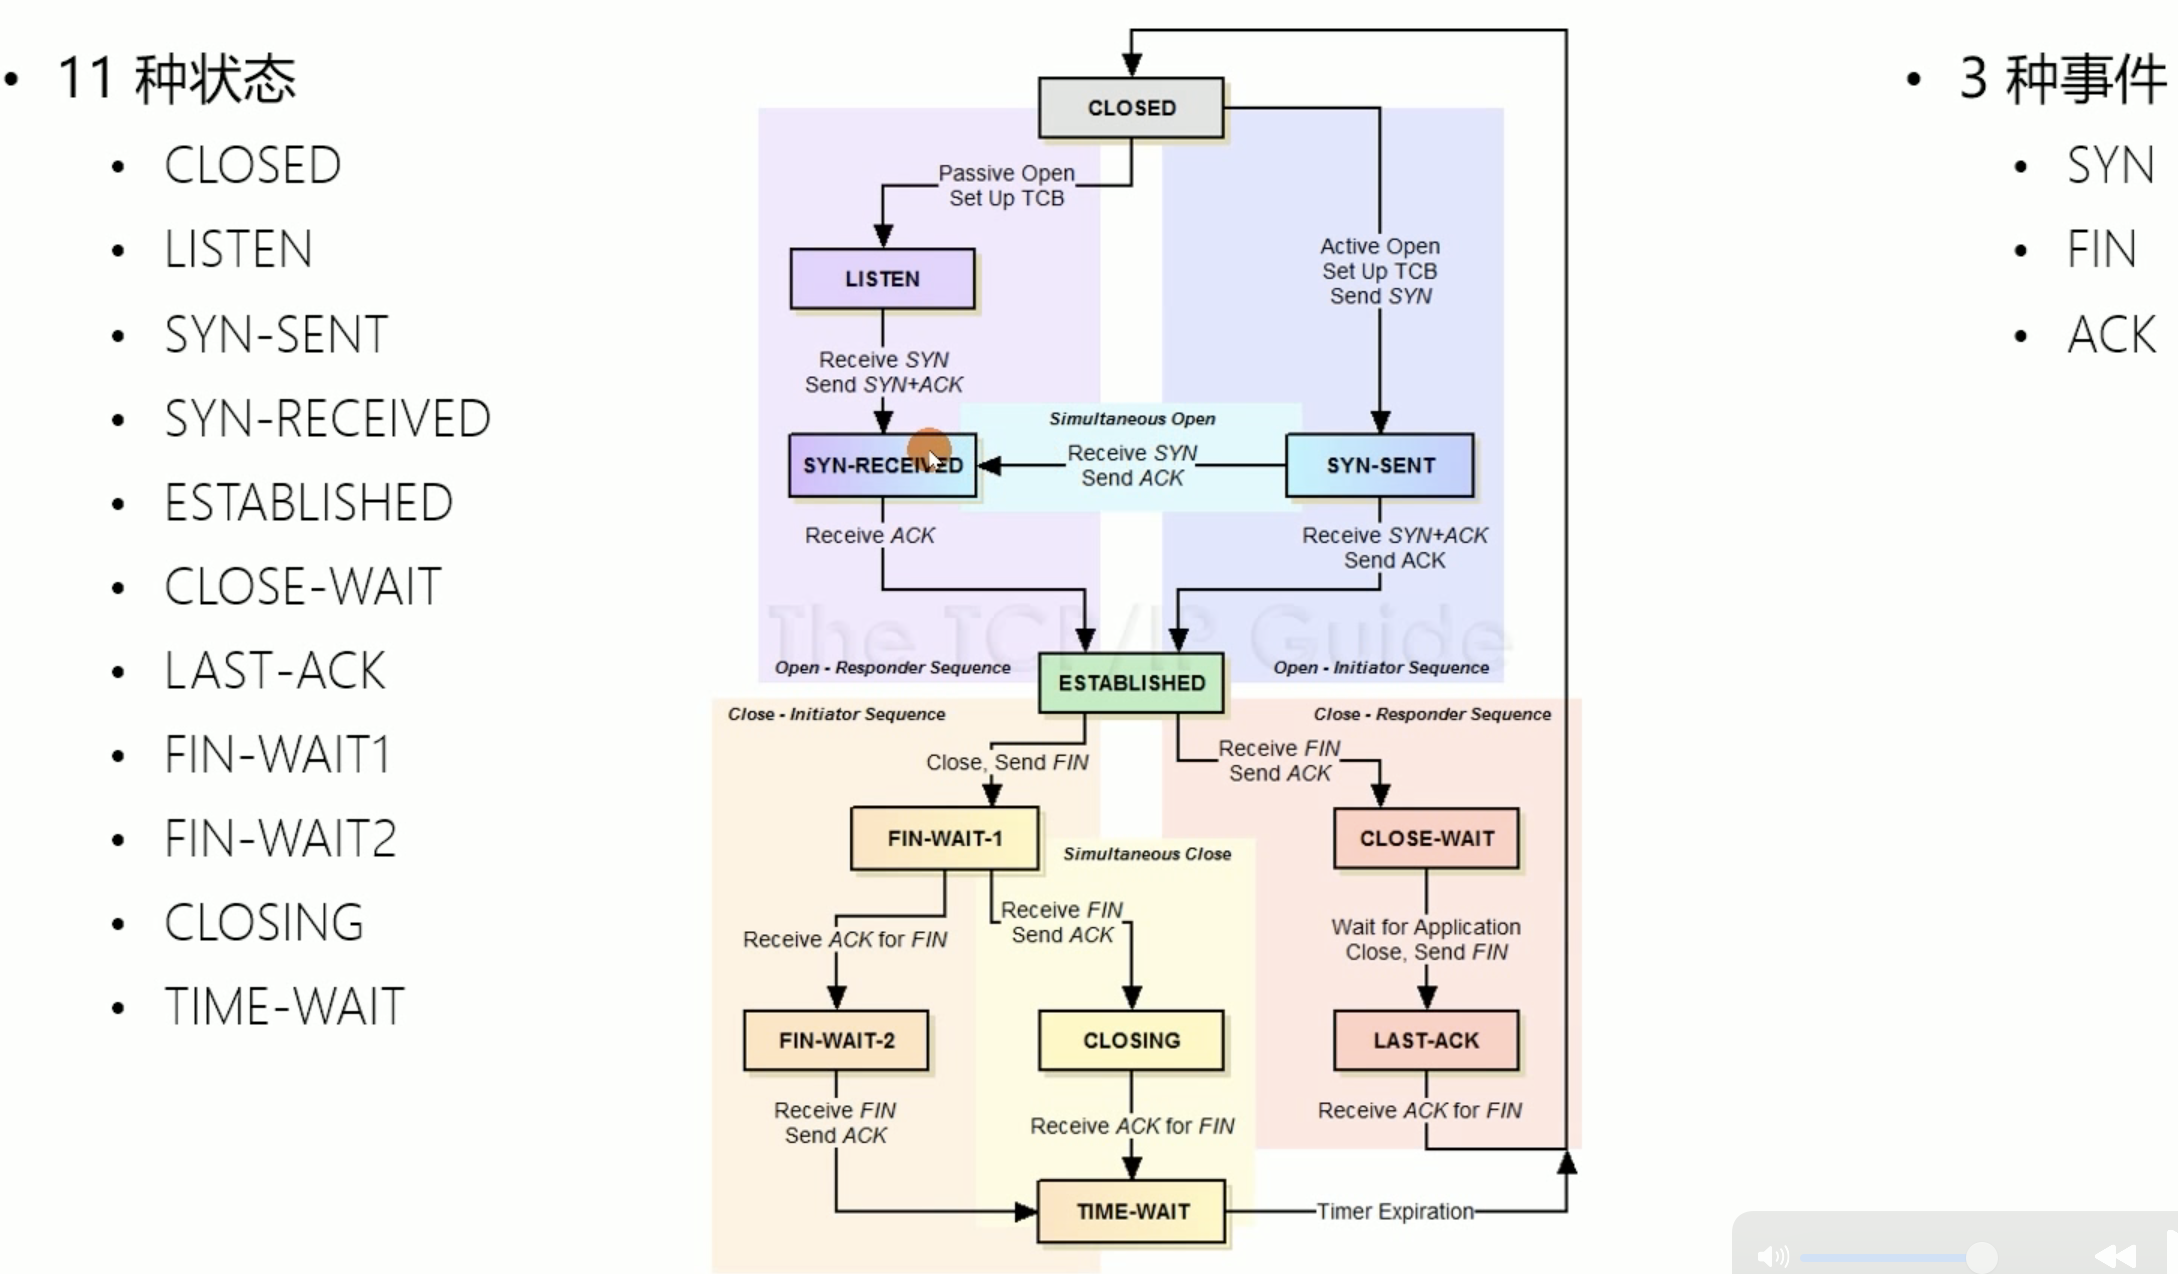 11 种状态
CLOSED
LISTEN
SYN-SENT
SYN-RECEIVED
ESTABLISHED
CLOSE-WAIT
LAST-ACK
FIN-WAIT1
FIN-WAIT2
CLOSING
TIME-WAIT
CLOSED
Passive Open
Set Up TCB
Active Open
Set Up TCB
Send SYN
LISTEN
Receive SYN
Send SYN+ACK
Simultaneous Open
SYN-RECEIVED
Receive SYN
Send ACK
SYN-SENT
Receive ACK
Receive SYN+ACK
Send ACK
The TCP/IP Guide
Open - Responder Sequence
Open - Initiator Sequence
ESTABLISHED
Close - Initiator Sequence
Close - Responder Sequence
Close, Send FIN
Receive FIN
Send ACK
FIN-WAIT-1
CLOSE-WAIT
Simultaneous Close
Receive ACK for FIN
Receive FIN
Send ACK
Wait for Application
Close, Send FIN
FIN-WAIT-2
CLOSING
LAST-ACK
Receive FIN
Send ACK
Receive ACK for FIN
Receive ACK for FIN
TIME-WAIT
Timer Expiration
3 种事件
SYN
FIN
ACK